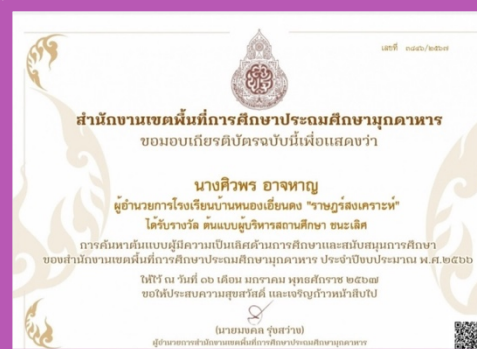 เลขที่ ๓๘๔๖/๒๕๖๗
สำนักงานเขตพื้นที่การศึกษาประถมศึกษามุกดาหาร
ขอมอบเกียรติบัตรฉบับนี้เพื่อแสดงว่า
นางศิวพร อาจหาญ
ผู้อำนวยการโรงเรียนบ้านหนองเอี่ยนดง "ราษฎร์สงเคราะห์"
ได้รับรางวัล ต้นแบบผู้บริหารสถานศึกษา ชนะเลิศ
การค้นหาต้นแบบผู้มีความเป็นเลิศด้านการศึกษาและสนับสนุนการศึกษา
ของสำนักงานเขตพื้นที่การศึกษาประถมศึกษามุกดาหาร ประจำปีงบประมาณ พ.ศ.๒๕๖๖
ให้ไว้ ณ วันที่ ๑๖ เดือน มกราคม พุทธศักราช ๒๕๖๗
ขอให้ประสบความสุขสวัสดิ์ และเจริญก้าวหน้าสืบไป
(นายมงคล รุ่งสว่าง)
ผู้อำนวยการสำนักงานเขตพื้นที่การศึกษาประถมศึกษามุกดาหาร